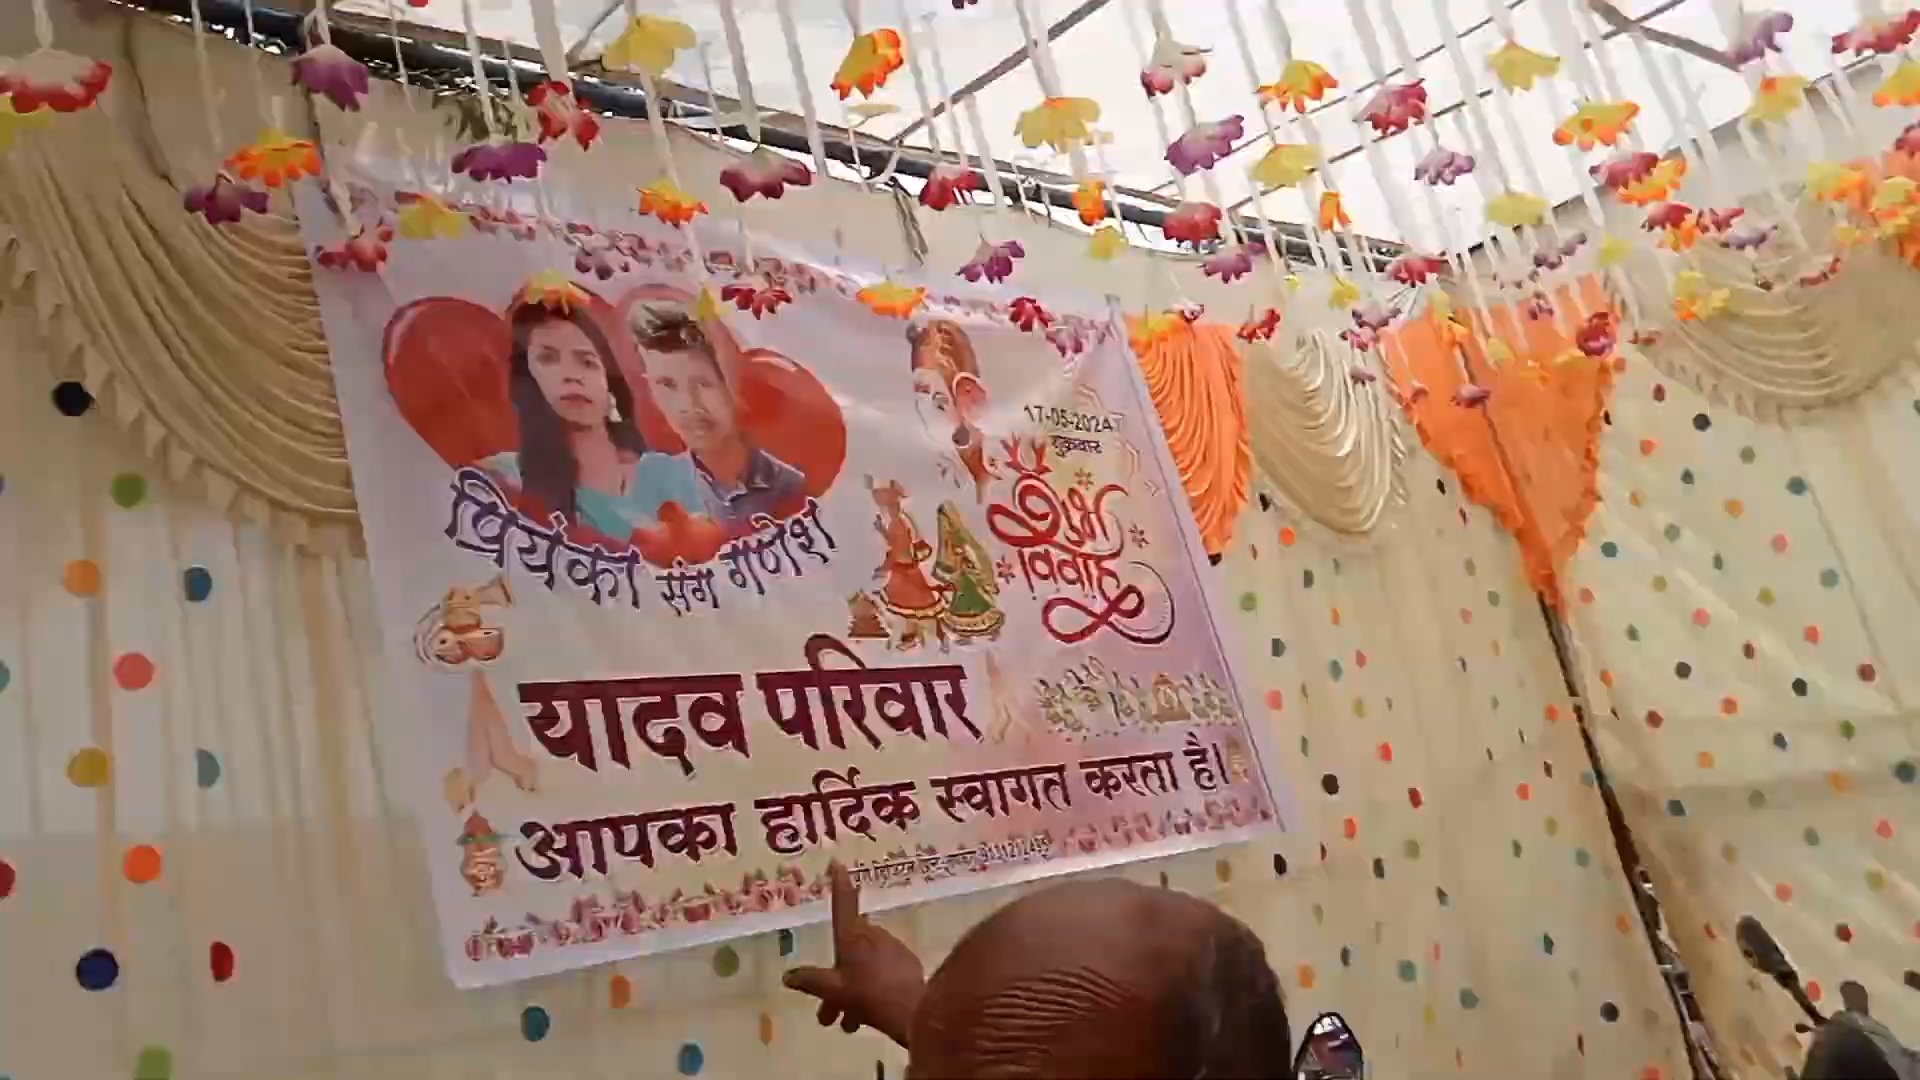 17-05-2024
शुक्रवार
शुभ
विवाह
प्रियंका संग गणेश
यादव परिवार
आपका हार्दिक स्वागत करता है।